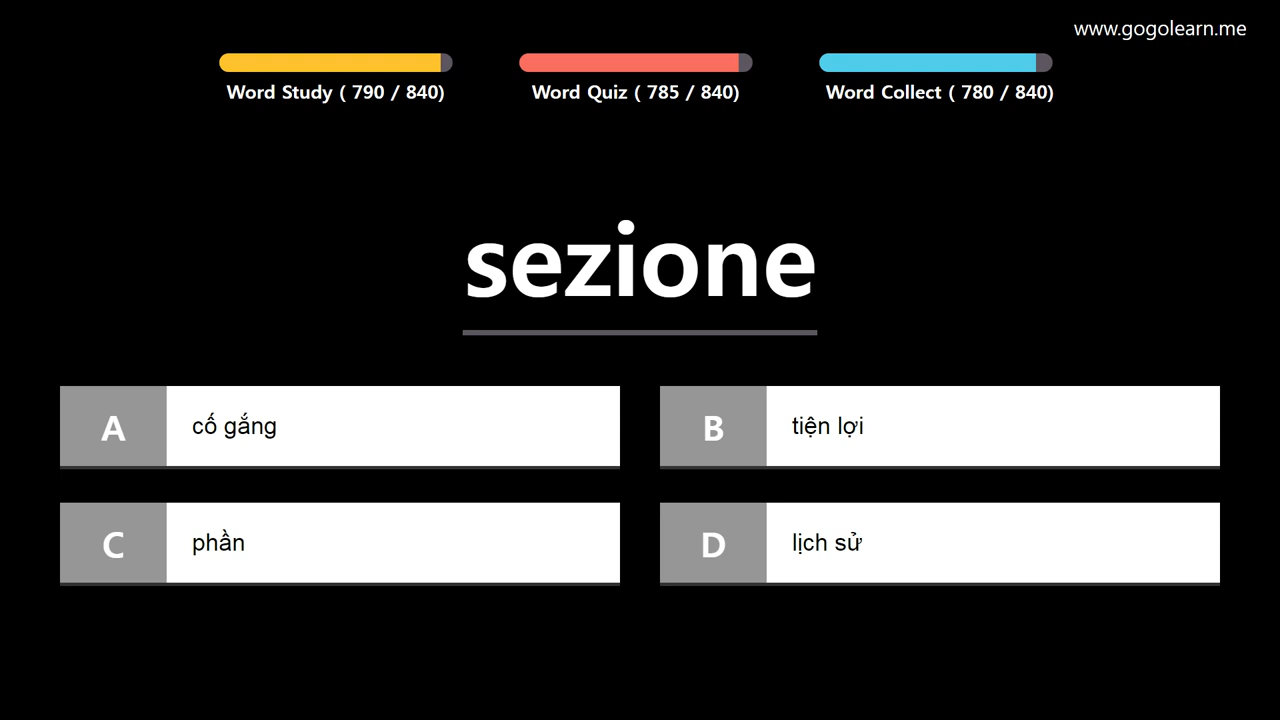 www.gogolearn.me
Word Study ( 790 / 840)
Word Quiz ( 785 / 840)
Word Collect ( 780 / 840)
sezione
A cố gắng
B tiện lợi
C phần
D lịch sử